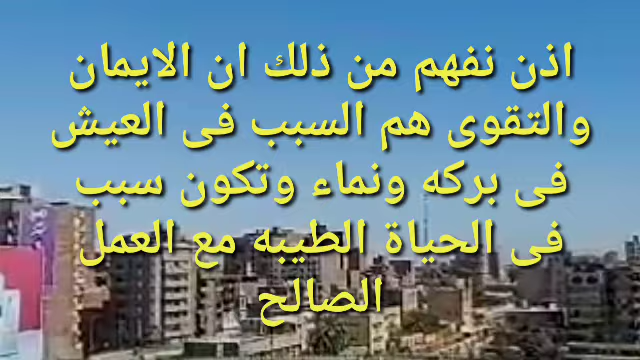 اذن نفهم من ذلك ان الايمان
والتقوى هم السبب فى العيش
فى بركه ونماء وتكون سبب
فى الحياة الطيبه مع العمل
الصالح